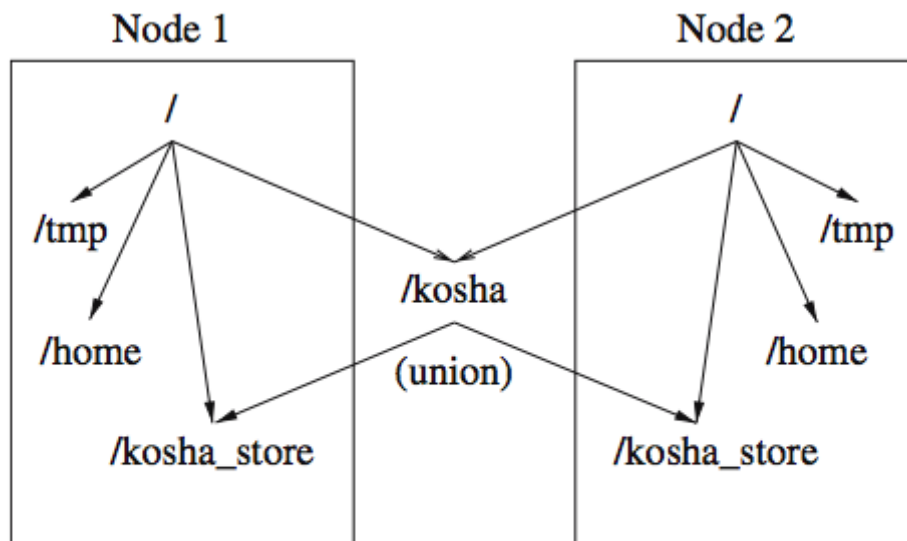 Node 1
Node 2
/
/
/tmp
/tmp
/kosha
/home
(union)
/home
/kosha_store
/kosha_store